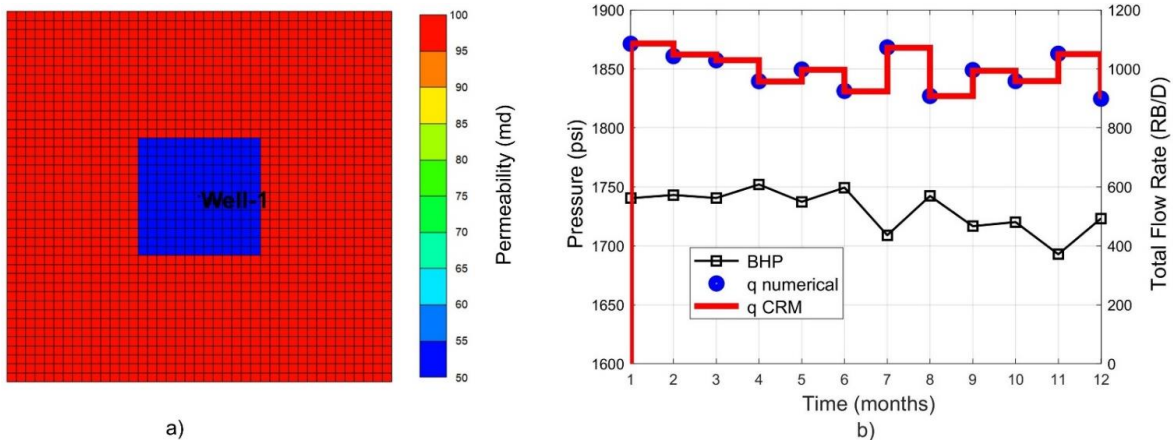 100
95
90
85
80
75
70
65
60
55
50
Permeability (md)
Well-1
a)
1900
1850
1800
1750
1700
1650
1600
Pressure (psi)
1200
1000
800
600
400
200
0
Total Flow Rate (RB/D)
BHP
q numerical
q CRM
1 2 3 4 5 6 7 8 9 10 11 12
Time (months)
b)